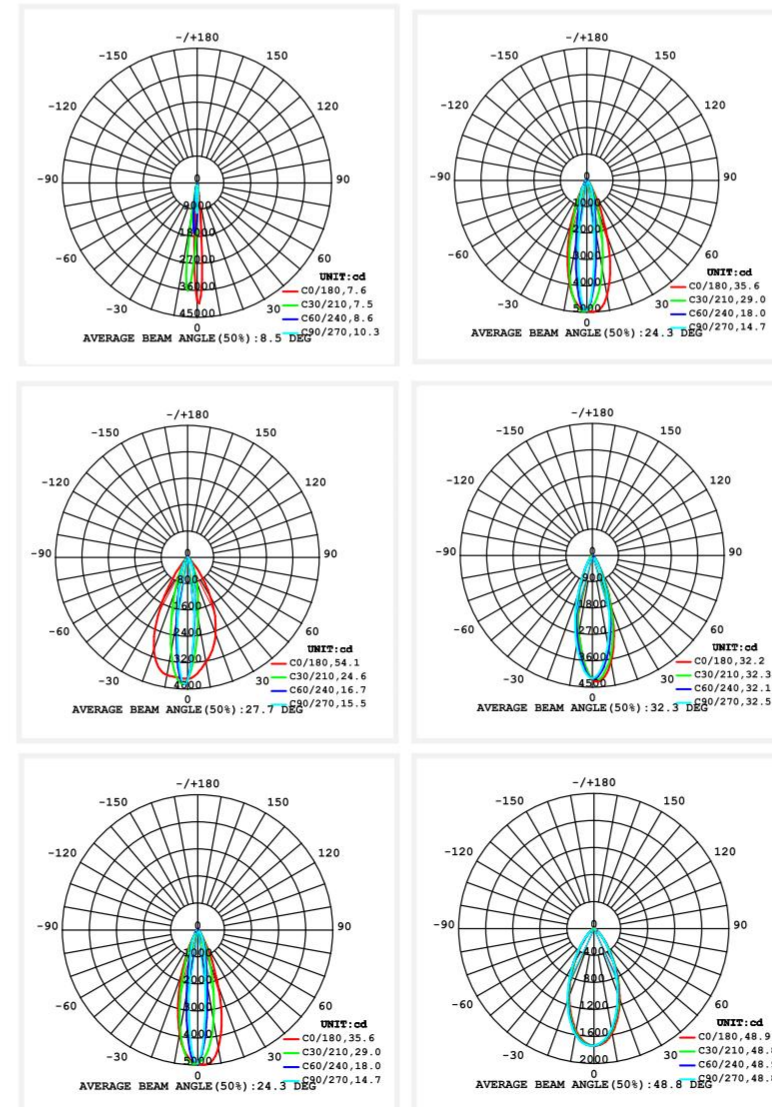 -/+180
-150 150
-120 120
-90 90
-60 60
-30 30
0
9000
18000
27000
36000
45000
0
UNIT:cd
C0/180,7.6
C30/210,7.5
C60/240,8.6
C90/270,10.3
AVERAGE BEAM ANGLE(50%):8.5 DEG
-/+180
-150 150
-120 120
-90 90
-60 60
-30 30
0
1000
2000
3000
4000
5000
0
UNIT:cd
C0/180,35.6
C30/210,29.0
C60/240,18.0
C90/270,14.7
AVERAGE BEAM ANGLE(50%):24.3 DEG
-/+180
-150 150
-120 120
-90 90
-60 60
-30 30
0
800
1600
2400
3200
4000
0
UNIT:cd
C0/180,54.1
C30/210,24.6
C60/240,16.7
C90/270,15.5
AVERAGE BEAM ANGLE(50%):27.7 DEG
-/+180
-150 150
-120 120
-90 90
-60 60
-30 30
0
900
1800
2700
3600
4500
0
UNIT:cd
C0/180,32.2
C30/210,32.3
C60/240,32.1
C90/270,32.5
AVERAGE BEAM ANGLE(50%):32.3 DEG
-/+180
-150 150
-120 120
-90 90
-60 60
-30 30
0
1000
2000
3000
4000
5000
0
UNIT:cd
C0/180,35.6
C30/210,29.0
C60/240,18.0
C90/270,14.7
AVERAGE BEAM ANGLE(50%):24.3 DEG
-/+180
-150 150
-120 120
-90 90
-60 60
-30 30
0
400
800
1200
1600
2000
0
UNIT:cd
C0/180,48.9
AVERAGE BEAM ANGLE(50%):48.8 DEG